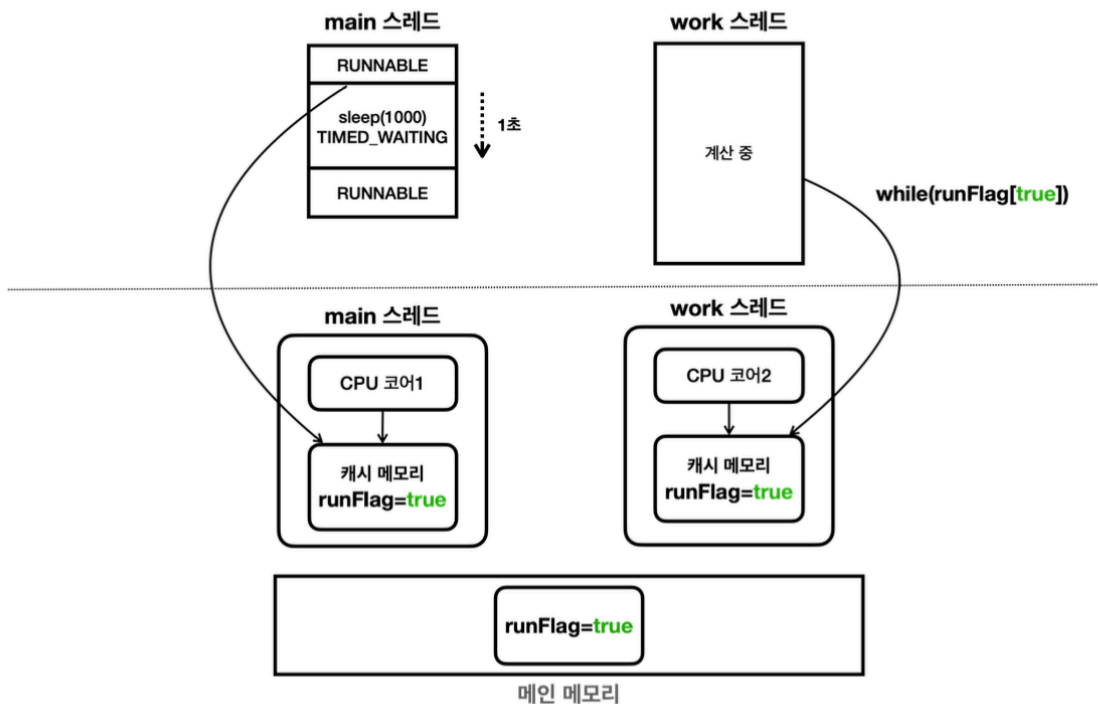 main 스레드
work 스레드
RUNNABLE
sleep(1000)
TIMED_WAITING
1초
RUNNABLE
계산 중
while(runFlag[true])
main 스레드
work 스레드
CPU 코어1
CPU 코어2
캐시 메모리
runFlag=true
캐시 메모리
runFlag=true
runFlag=true
메인 메모리